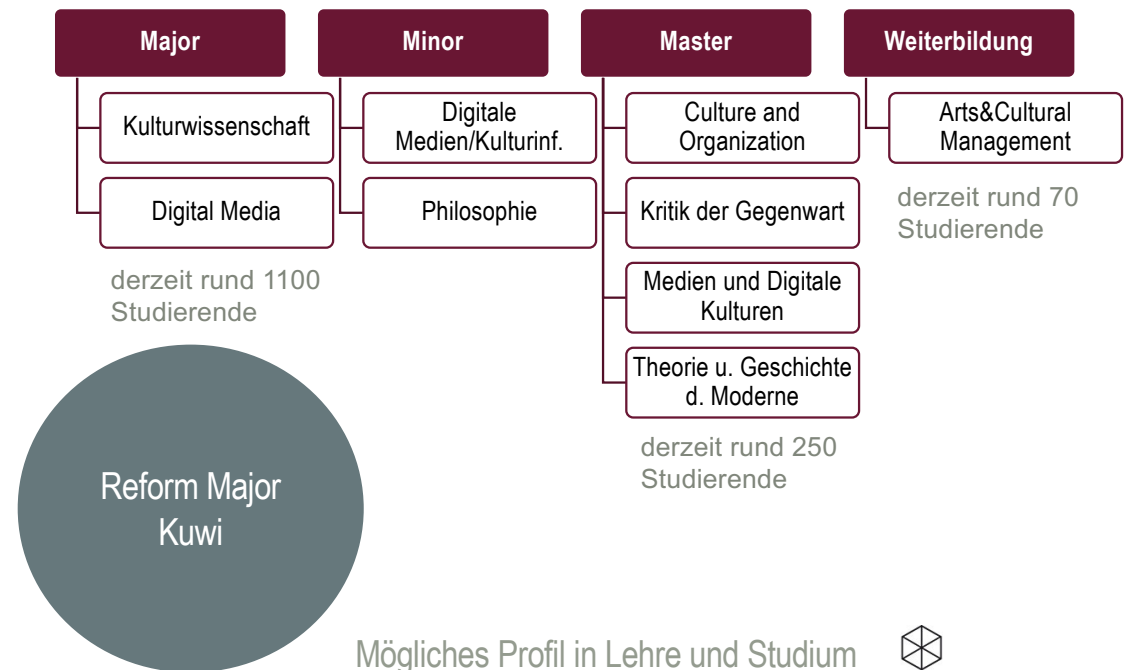 Major
Kulturwissenschaft
Digital Media
derzeit rund 1100
Studierende
Minor
Digitale
Medien/Kulturinf.
Philosophie
Master
Culture and
Organization
Kritik der Gegenwart
Medien und Digitale
Kulturen
Theorie u. Geschichte
d. Moderne
derzeit rund 250
Studierende
Weiterbildung
Arts&Cultural
Management
derzeit rund 70
Studierende
Reform Major
Kuwi
Mögliches Profil in Lehre und Studium